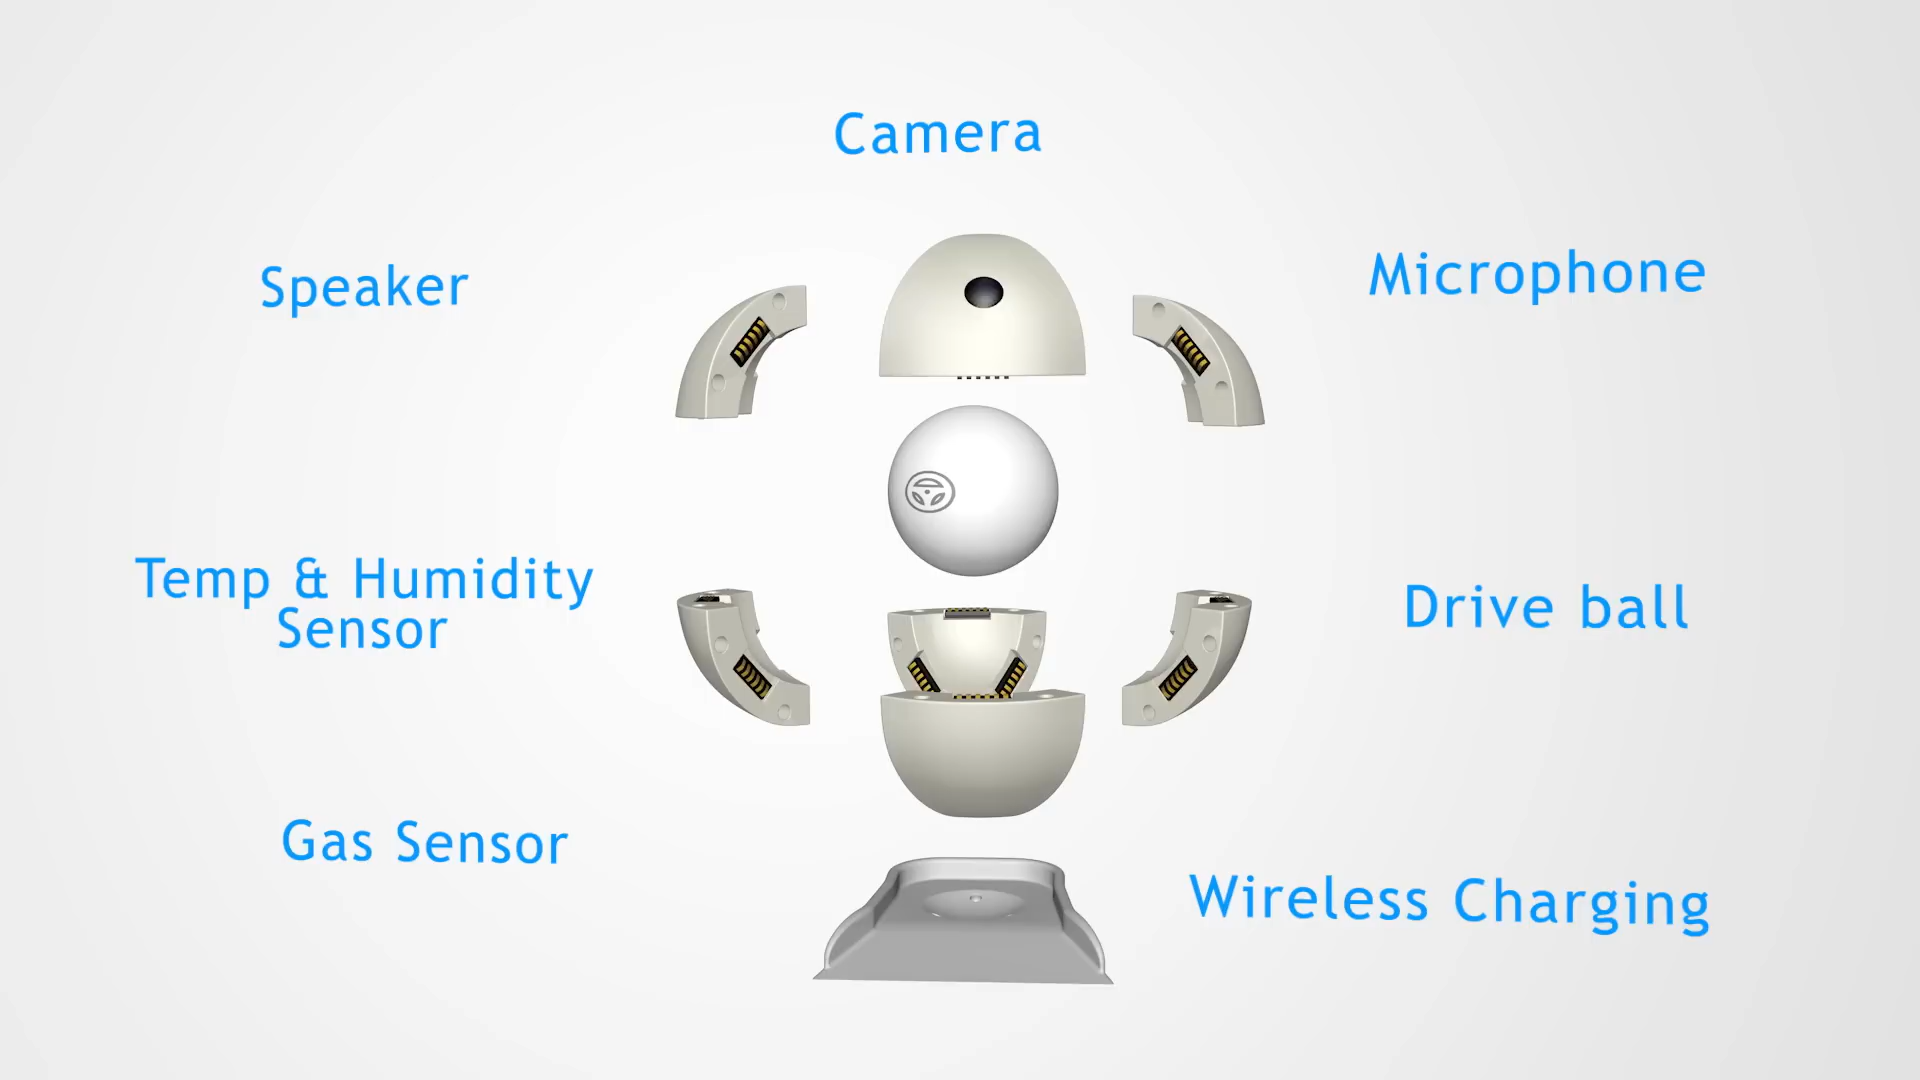 Camera
Speaker
Microphone
Temp & Humidity
Sensor
Drive ball
Gas Sensor
Wireless Charging